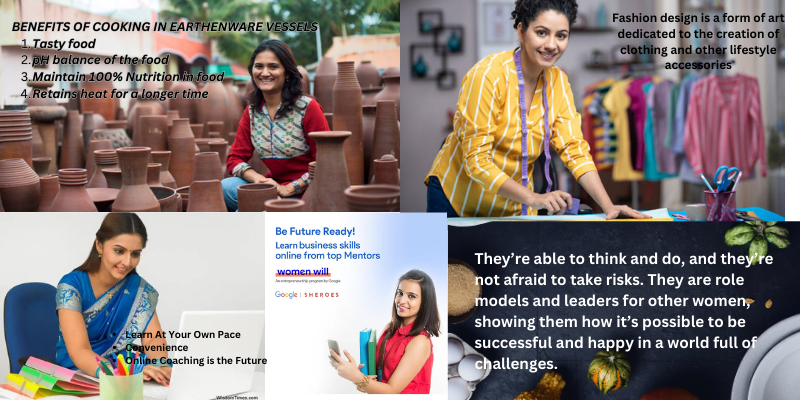 BENEFITS OF COOKING IN EARTHENWARE VESSELS
1. Tasty food
2. pH balance of the food
3. Maintain 100% Nutrition in food
4. Retains heat for a longer time
Fashion design is a form of art
dedicated to the creation of
clothing and other lifestyle
accessories
Learn At Your Own Pace
Convenience
Online Coaching is the Future
WisdomTimes.com
Be Future Ready!
Learn business skills
online from top Mentors
women will
An entrepreneurship program by Google
Google | SHEROES
They're able to think and do, and they're
not afraid to take risks. They are role
models and leaders for other women,
showing them how it's possible to be
successful and happy in a world full of
challenges.